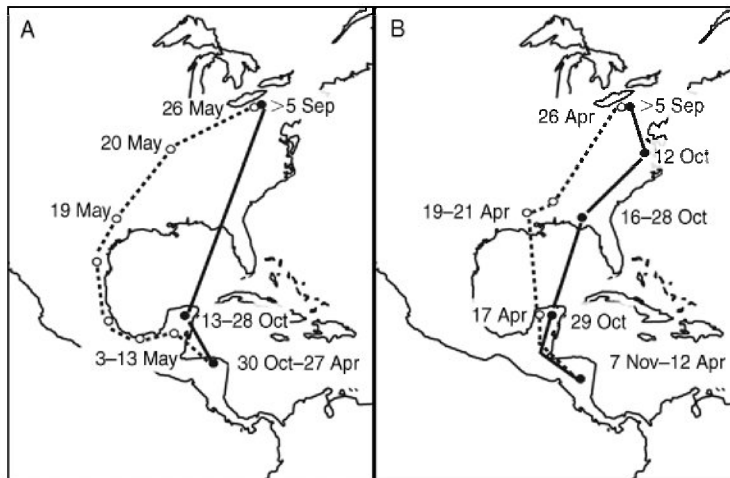 A
26 May
>5 Sep
20 May
19 May
13–28 Oct
3–13 May
30 Oct–27 Apr
B
26 Apr
>5 Sep
12 Oct
19–21 Apr
16–28 Oct
17 Apr
29 Oct
7 Nov–12 Apr